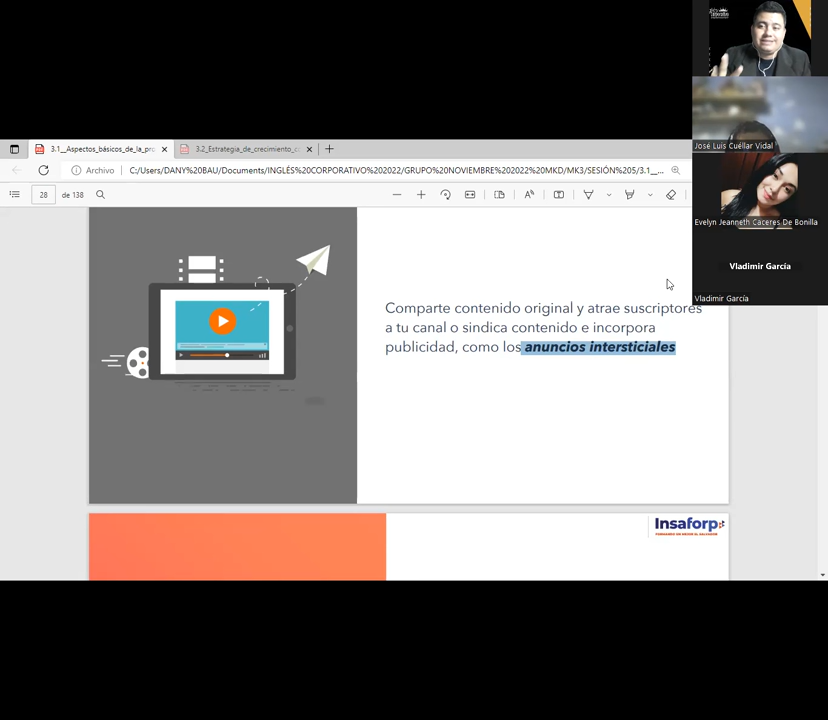 José Luis Cuéllar Vidal
3.1__Aspectos_básicos_de_la_pro
3.2_Estrategia_de_crecimiento_c
Archivo
C:/Users/DANY%20BAU/Documents/INGLÉS%20CORPORATIVO%202022/GRUPO%20NOVIEMBRE%202022%20MKD/MK3/SESIÓN%205/3.1__...
28
de 138
Evelyn Jeanneth Caceres De Bonilla
Vladimir García
Vladimir García
Comparte contenido original y atrae suscriptores
a tu canal o sindica contenido e incorpora
publicidad, como los anuncios intersticiales
Insaforp